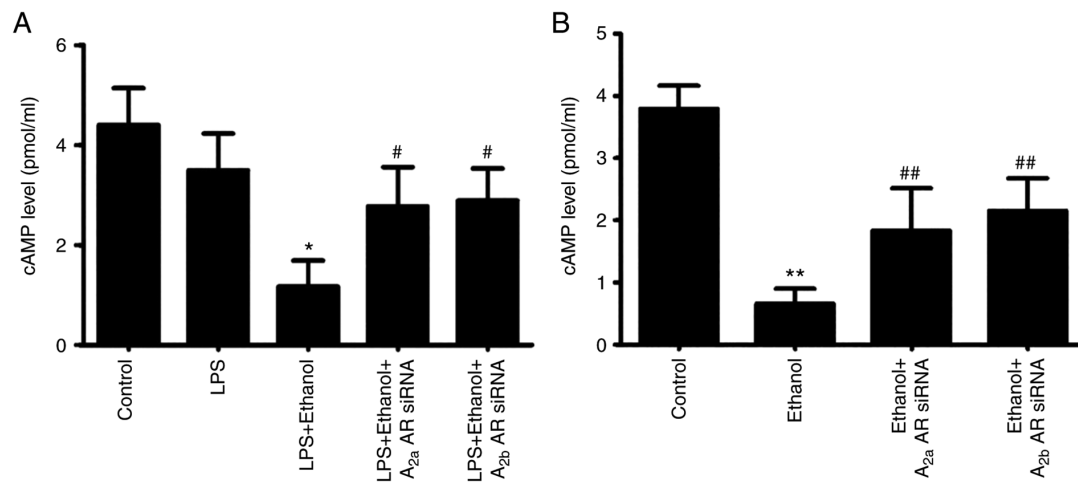 A
cAMP level (pmol/ml)
6
4
2
0
*
#
#
Control
LPS
LPS+Ethanol
LPS+Ethanol+
A2a AR siRNA
LPS+Ethanol+
A2b AR siRNA
B
cAMP level (pmol/ml)
5
4
3
2
1
0
**
##
##
Control
Ethanol
Ethanol+
A2a AR siRNA
Ethanol+
A2b AR siRNA